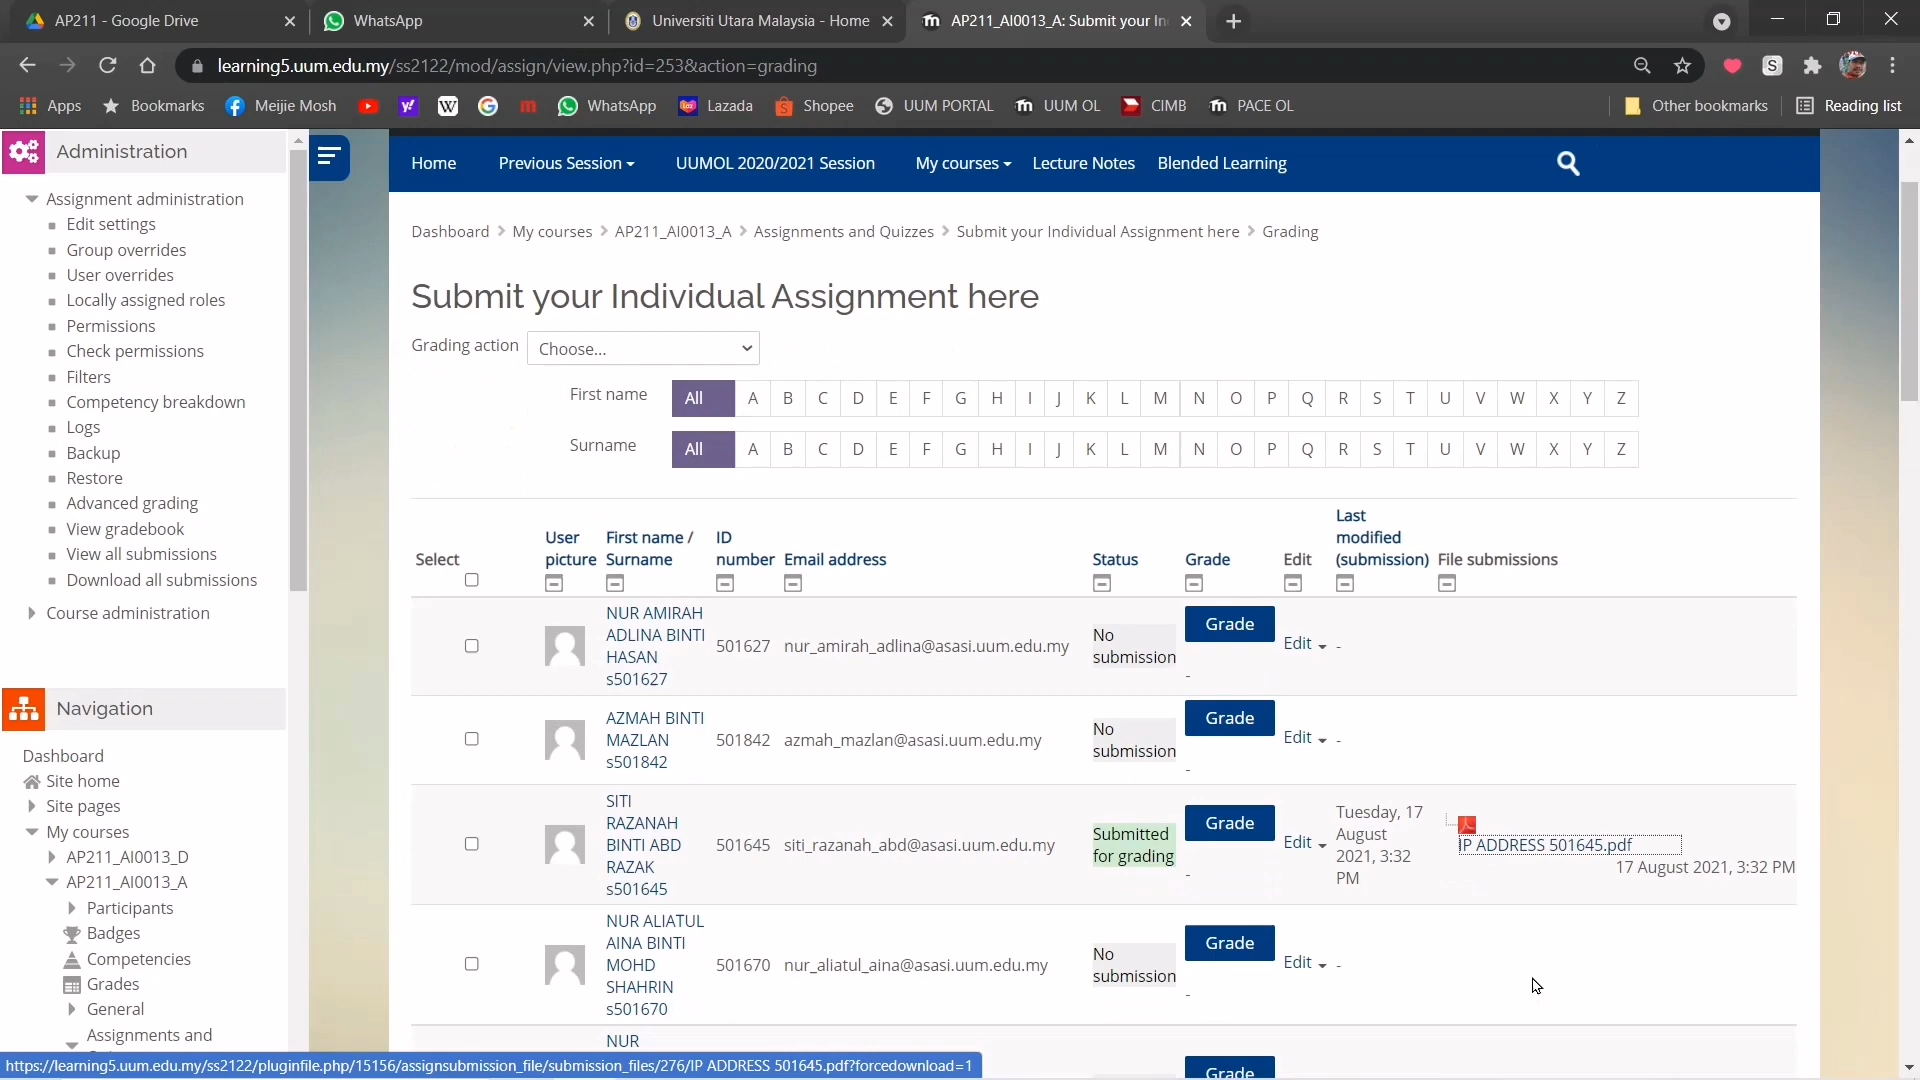 AP211 - Google Drive
WhatsApp
Universiti Utara Malaysia - Home
AP211_AI0013_A: Submit your In
learning5.uum.edu.my/ss2122/mod/assign/view.php?id=253&action=grading
Apps
Bookmarks
Meijie Mosh
WhatsApp
Lazada
Shopee
UUM PORTAL
UUM OL
CIMB
PACE OL
Other bookmarks
Reading list
Administration
Assignment administration
Edit settings
Group overrides
User overrides
Locally assigned roles
Permissions
Check permissions
Filters
Competency breakdown
Logs
Backup
Restore
Advanced grading
View gradebook
View all submissions
Download all submissions
Course administration
Navigation
Dashboard
Site home
Site pages
My courses
AP211_AI0013_D
AP211_AI0013_A
Participants
Badges
Competencies
Grades
General
Assignments and
Home
Previous Session
UUMOL 2020/2021 Session
My courses
Lecture Notes
Blended Learning
Dashboard > My courses > AP211_AI0013_A > Assignments and Quizzes > Submit your Individual Assignment here > Grading
Submit your Individual Assignment here
Grading action Choose...
First name All A B C D E F G H I J K L M N O P Q R S T U V W X Y Z
Surname All A B C D E F G H I J K L M N O P Q R S T U V W X Y Z
Select
User
picture
First name /
Surname
ID
number
Email address
Status
Grade
Edit
Last
modified
(submission)
File submissions
NUR AMIRAH
ADLINA BINTI
HASAN
s501627
501627
nur_amirah_adlina@asasi.uum.edu.my
No
submission
-
Grade
Edit
-
AZMAH BINTI
MAZLAN
s501842
501842
azmah_mazlan@asasi.uum.edu.my
No
submission
-
Grade
Edit
-
SITI
RAZANAH
BINTI ABD
RAZAK
s501645
501645
siti_razanah_abd@asasi.uum.edu.my
Submitted
for grading
-
Grade
Edit
Tuesday, 17
August
2021, 3:32
PM
IP ADDRESS 501645.pdf
17 August 2021, 3:32 PM
NUR ALIATUL
AINA BINTI
MOHD
SHAHRIN
s501670
501670
nur_aliatul_aina@asasi.uum.edu.my
No
submission
-
Grade
Edit
-
NUR
Grade
https://learning5.uum.edu.my/ss2122/pluginfile.php/15156/assignsubmission_file/submission_files/276/IP ADDRESS 501645.pdf?forcedownload=1